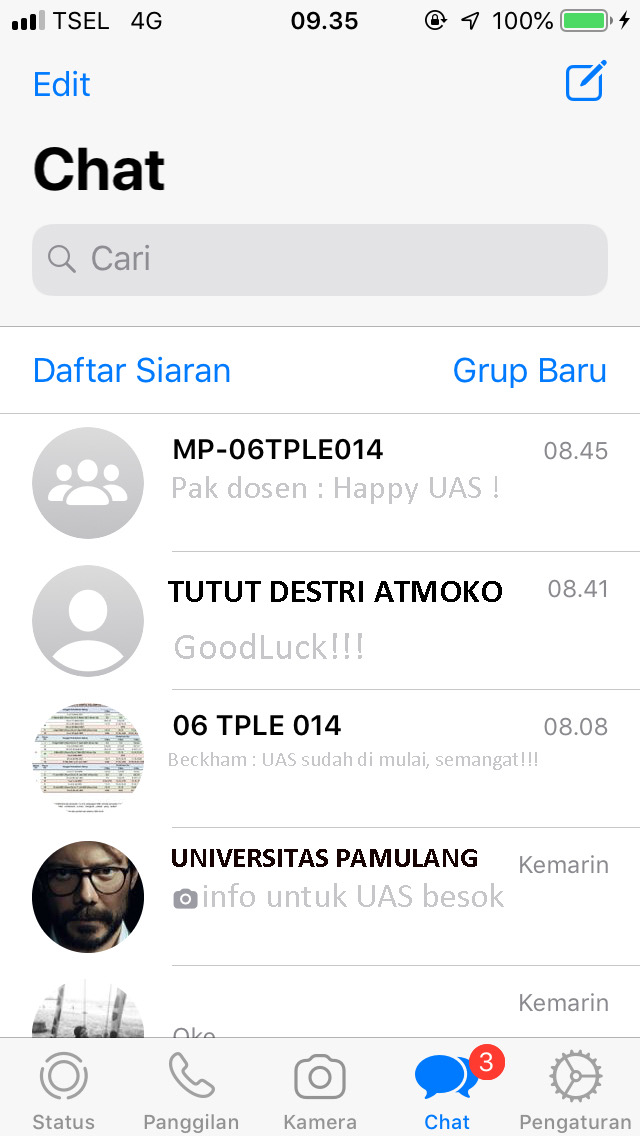 TSEL 4G 09.35 100%
Edit
Chat
Cari
Daftar Siaran Grup Baru
MP-06TPLE014 08.45
Pak dosen : Happy UAS !
TUTUT DESTRI ATMOKO 08.41
GoodLuck!!!
06 TPLE 014 08.08
Beckham : UAS sudah di mulai, semangat!!!
UNIVERSITAS PAMULANG Kemarin
info untuk UAS besok
Kemarin
Oke
3
Status Panggilan Kamera Chat Pengaturan